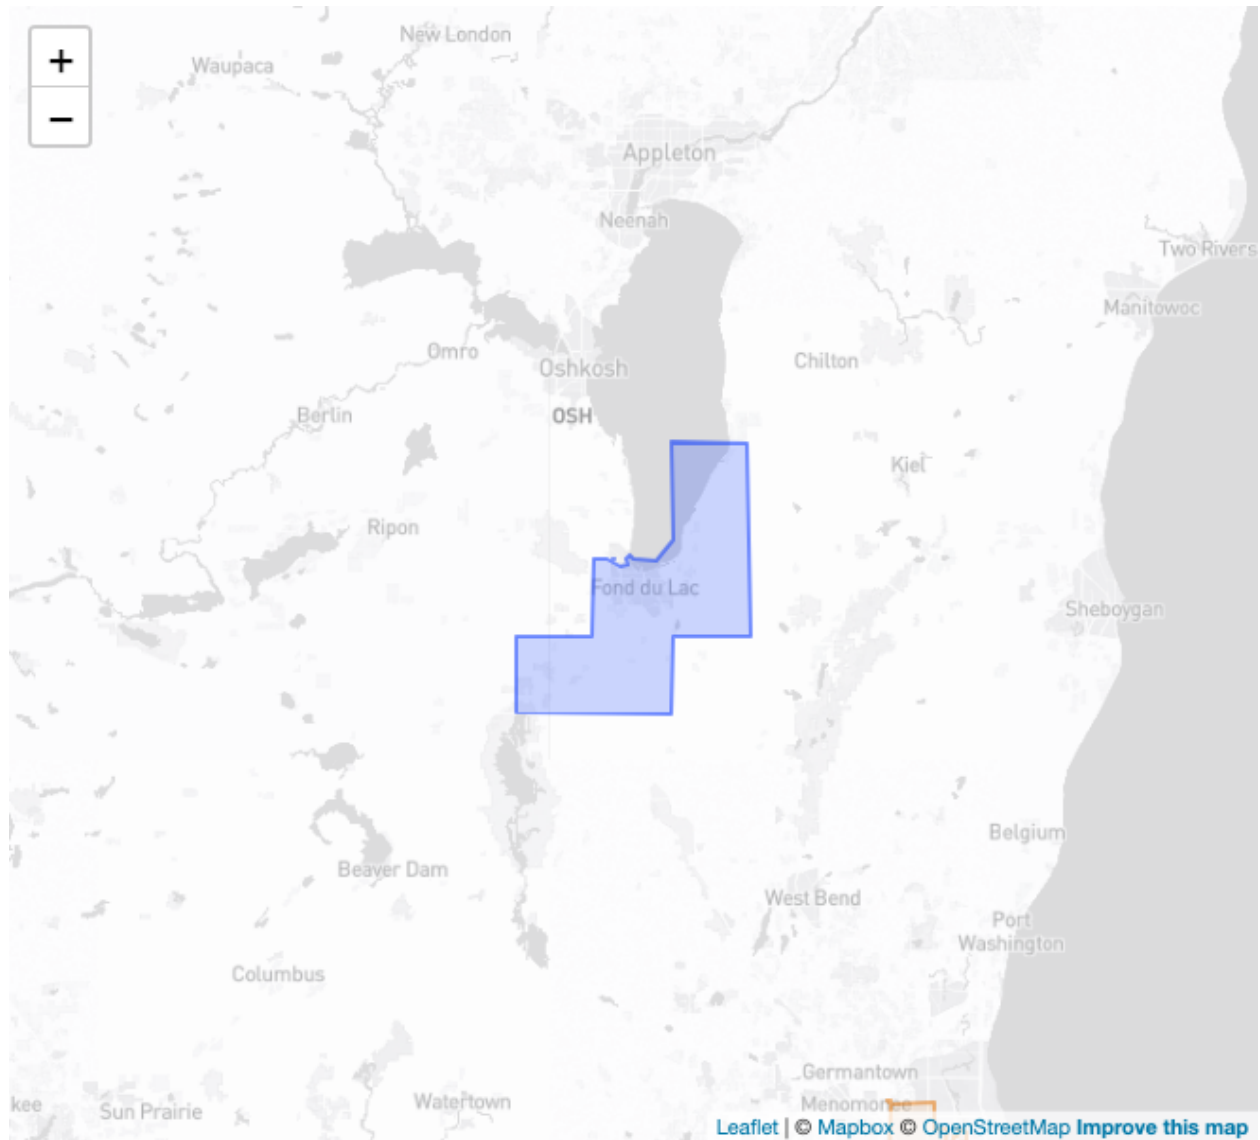 +
−
New London
Waupaca
Appleton
Neenah
Two Rivers
Manitowoc
Omro
Oshkosh
Chilton
Berlin
OSH
Kiel
Ripon
Fond du Lac
Sheboygan
Belgium
Beaver Dam
West Bend
Port
Washington
Columbus
Germantown
Menomonee
Watertown
kee
Sun Prairie
Leaflet | © Mapbox © OpenStreetMap Improve this map